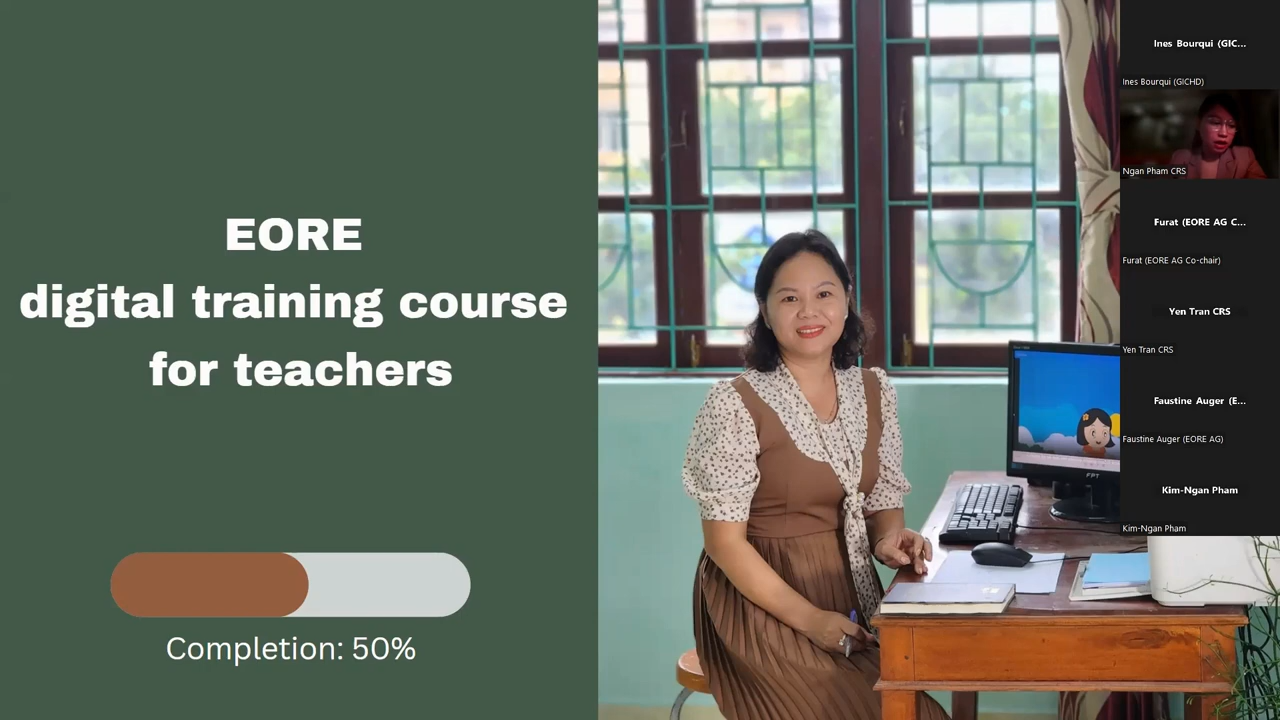 EORE
digital training course
for teachers
Completion: 50%
FPT
Ines Bourqui (GIC...
Ines Bourqui (GICHD)
Ngan Pham CRS
Furat (EORE AG C...
Furat (EORE AG Co-chair)
Yen Tran CRS
Yen Tran CRS
Faustine Auger (E...
Faustine Auger (EORE AG)
Kim-Ngan Pham
Kim-Ngan Pham